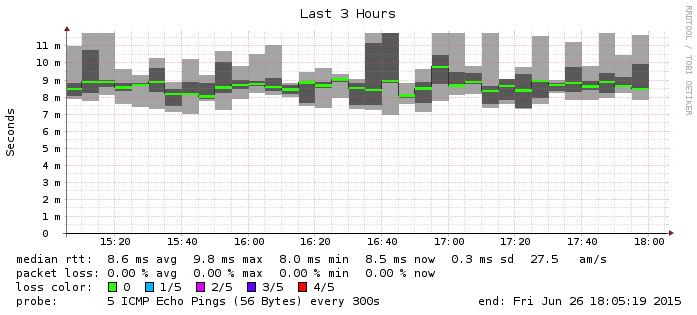 Last 3 Hours
RRDTOOL / TOBI OETIKER
Seconds
11 m
10 m
9 m
8 m
7 m
6 m
5 m
4 m
3 m
2 m
1 m
0
15:20 15:40 16:00 16:20 16:40 17:00 17:20 17:40 18:00
median rtt: 8.6 ms avg 9.8 ms max 8.0 ms min 8.5 ms now 0.3 ms sd 27.5 am/s
packet loss: 0.00 % avg 0.00 % max 0.00 % min 0.00 % now
loss color: 0 1/5 2/5 3/5 4/5
probe: 5 ICMP Echo Pings (56 Bytes) every 300s end: Fri Jun 26 18:05:19 2015